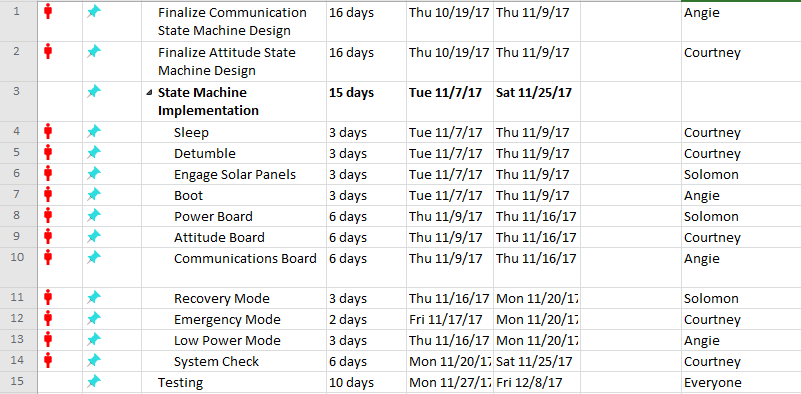 1 Finalize Communication State Machine Design 16 days Thu 10/19/17 Thu 11/9/17 Angie
2 Finalize Attitude State Machine Design 16 days Thu 10/19/17 Thu 11/9/17 Courtney
3 State Machine Implementation 15 days Tue 11/7/17 Sat 11/25/17
4 Sleep 3 days Tue 11/7/17 Thu 11/9/17 Courtney
5 Detumble 3 days Tue 11/7/17 Thu 11/9/17 Courtney
6 Engage Solar Panels 3 days Tue 11/7/17 Thu 11/9/17 Solomon
7 Boot 3 days Tue 11/7/17 Thu 11/9/17 Angie
8 Power Board 6 days Thu 11/9/17 Thu 11/16/17 Solomon
9 Attitude Board 6 days Thu 11/9/17 Thu 11/16/17 Courtney
10 Communications Board 6 days Thu 11/9/17 Thu 11/16/17 Angie
11 Recovery Mode 3 days Thu 11/16/17 Mon 11/20/17 Solomon
12 Emergency Mode 2 days Fri 11/17/17 Mon 11/20/17 Courtney
13 Low Power Mode 3 days Thu 11/16/17 Mon 11/20/17 Angie
14 System Check 6 days Mon 11/20/17 Sat 11/25/17 Courtney
15 Testing 10 days Mon 11/27/17 Fri 12/8/17 Everyone